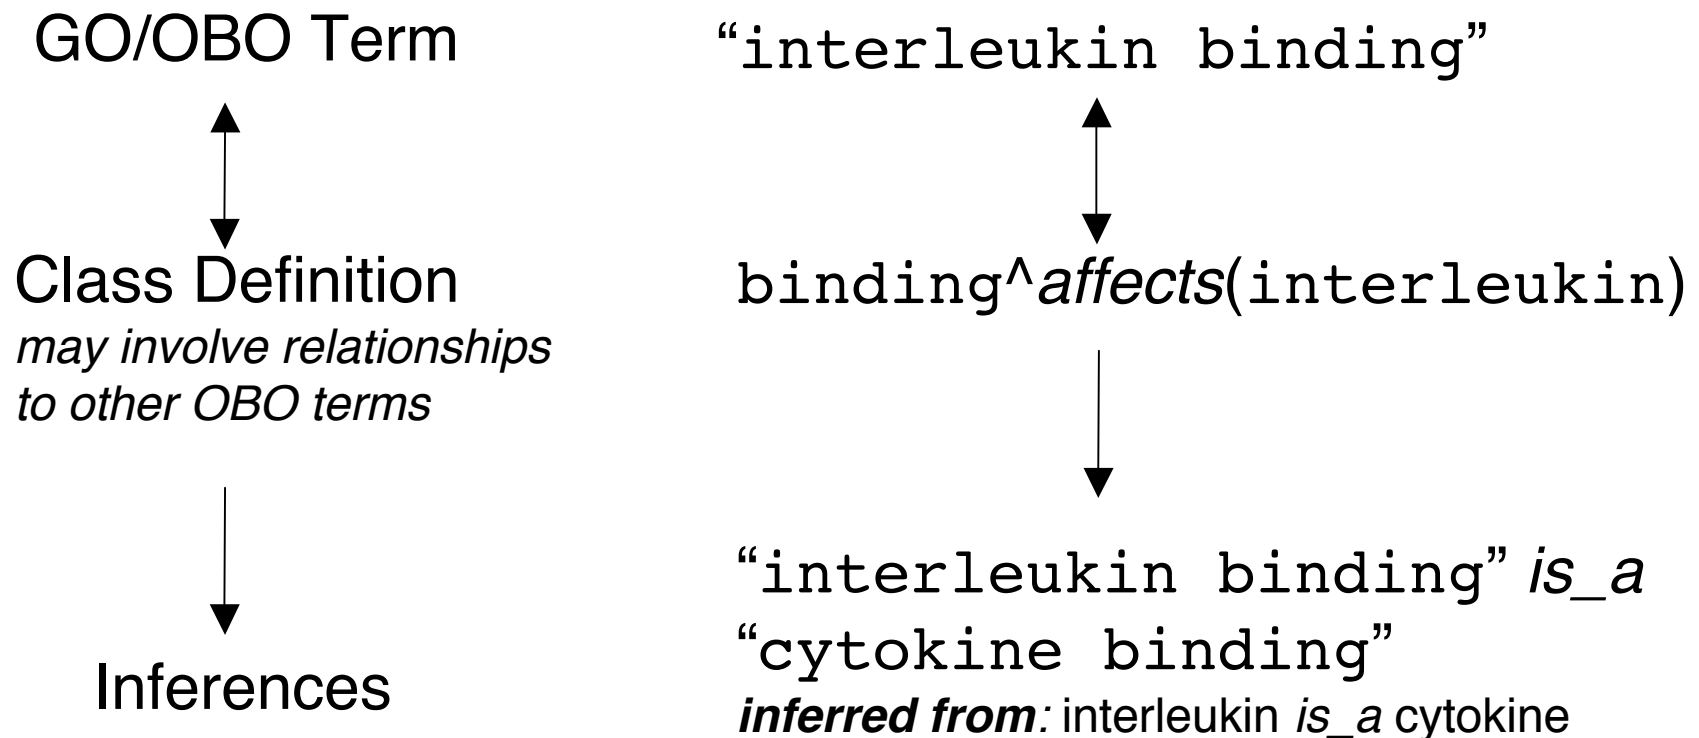 GO/OBO Term
“interleukin binding”
Class Definition
may involve relationships
to other OBO terms
binding^affects(interleukin)
Inferences
“interleukin binding” is_a
“cytokine binding”
inferred from: interleukin is_a cytokine